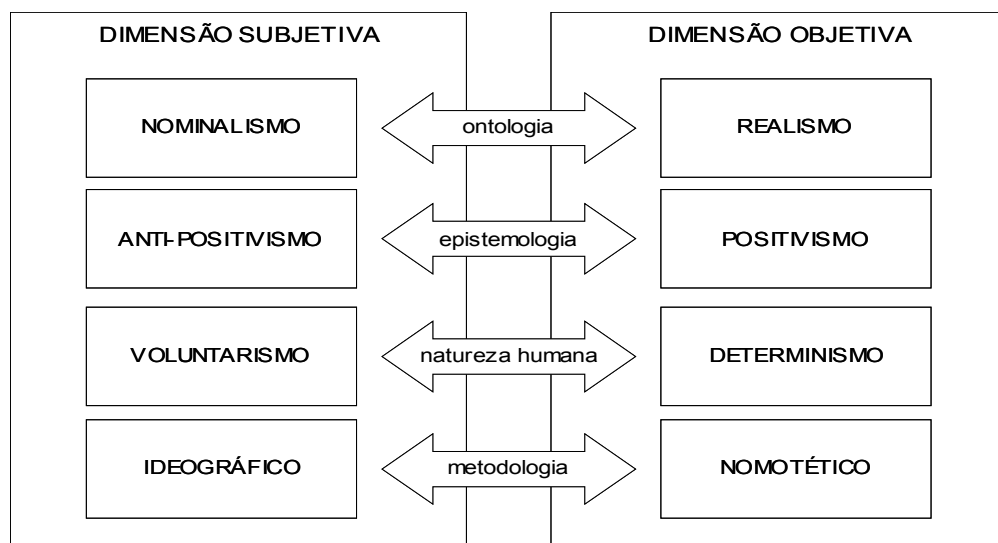 DIMENSÃO SUBJETIVA
DIMENSÃO OBJETIVA
NOMINALISMO
ontologia
REALISMO
ANTI-POSITIVISMO
epistemologia
POSITIVISMO
VOLUNTARISMO
natureza humana
DETERMINISMO
IDEOGRÁFICO
metodologia
NOMOTÉTICO